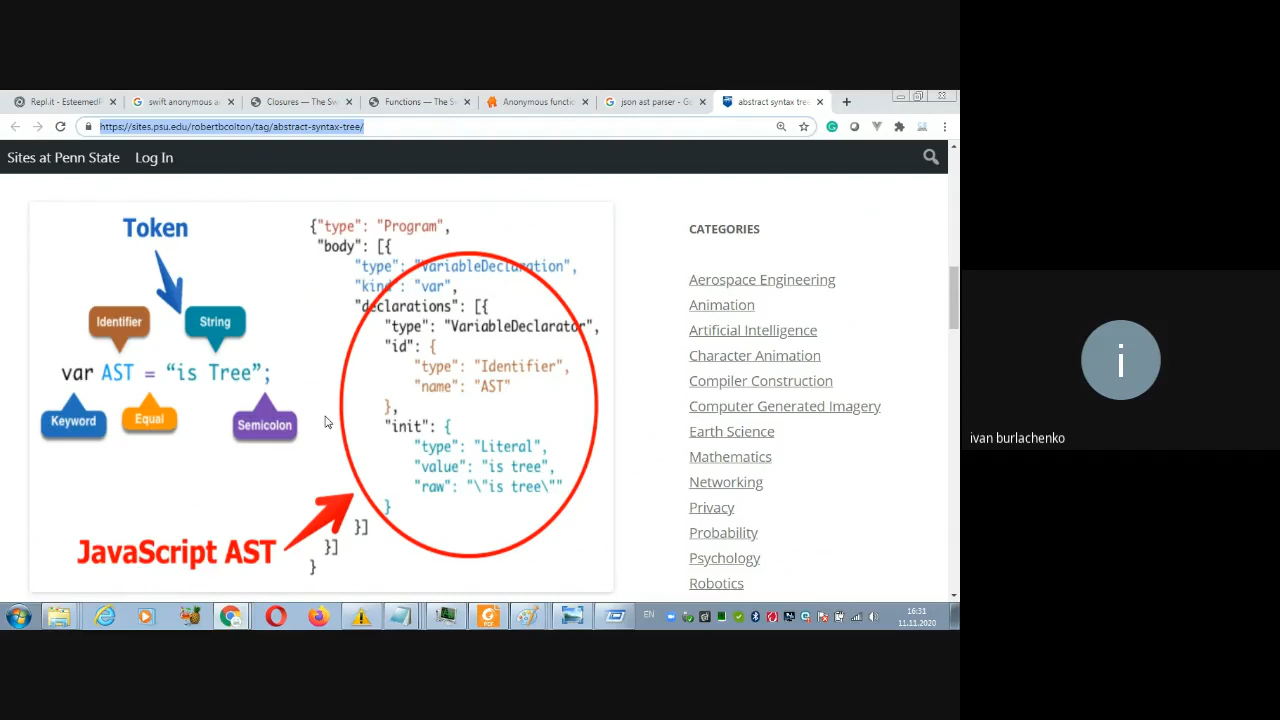 Repl.it - EsteemedF
swift anonymous a
Closures — The Sw
Functions — The Sw
Anonymous functio
json ast parser - Go
abstract syntax tree
https://sites.psu.edu/robertbcolton/tag/abstract-syntax-tree/
Sites at Penn State
Log In
Token
Identifier
String
var AST = “is Tree”;
Keyword
Equal
Semicolon
JavaScript AST
{"type": "Program",
"body": [{
"type": "VariableDeclaration",
"kind": "var",
"declarations": [{
"type": "VariableDeclarator",
"id": {
"type": "Identifier",
"name": "AST"
},
"init": {
"type": "Literal",
"value": "is tree",
"raw": "\"is tree\""
}
}]
}]
}
CATEGORIES
Aerospace Engineering
Animation
Artificial Intelligence
Character Animation
Compiler Construction
Computer Generated Imagery
Earth Science
Mathematics
Networking
Privacy
Probability
Psychology
Robotics
EN
16:31
11.11.2020
i
ivan burlachenko